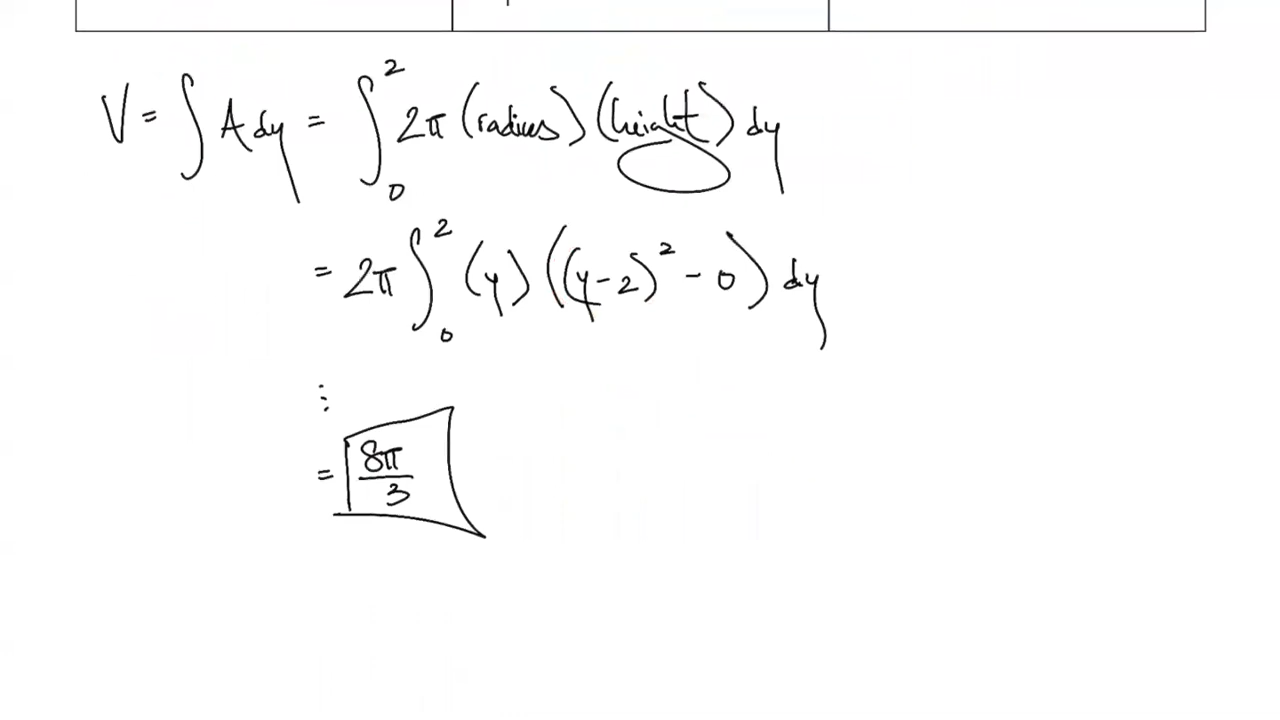 V = ∫ A dy = ∫₀² 2π (radius) (height) dy
= 2π ∫₀² (y) ((y-2)² - 0) dy
⋮
= 8π/3